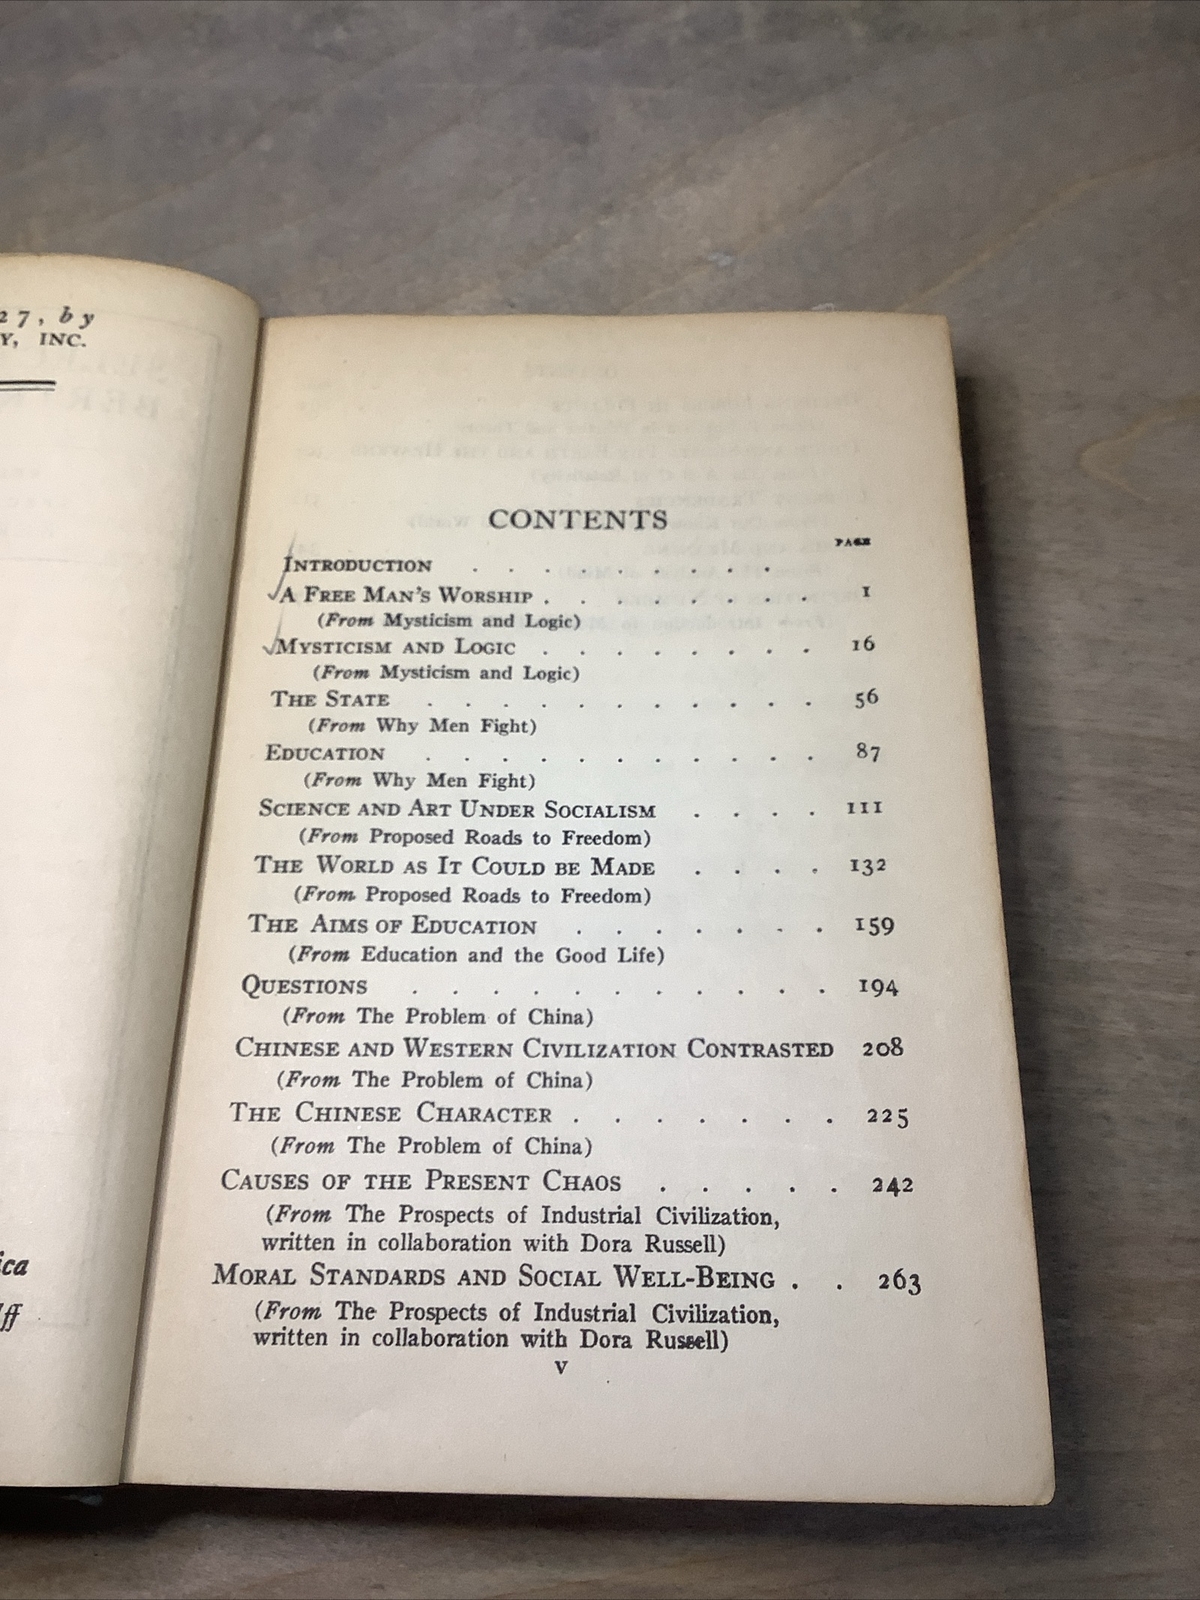 27, by
Y, INC.
ica
ff
CONTENTS
PAGE
INTRODUCTION . . . . . . . . .
A FREE MAN'S WORSHIP . . . . . . . . 1
(From Mysticism and Logic)
MYSTICISM AND LOGIC . . . . . . . . 16
(From Mysticism and Logic)
THE STATE . . . . . . . . . . . 56
(From Why Men Fight)
EDUCATION . . . . . . . . . . . 87
(From Why Men Fight)
SCIENCE AND ART UNDER SOCIALISM . . . . 111
(From Proposed Roads to Freedom)
THE WORLD AS IT COULD BE MADE . . . . 132
(From Proposed Roads to Freedom)
THE AIMS OF EDUCATION . . . . . . . 159
(From Education and the Good Life)
QUESTIONS . . . . . . . . . . . 194
(From The Problem of China)
CHINESE AND WESTERN CIVILIZATION CONTRASTED 208
(From The Problem of China)
THE CHINESE CHARACTER . . . . . . . 225
(From The Problem of China)
CAUSES OF THE PRESENT CHAOS . . . . . 242
(From The Prospects of Industrial Civilization,
written in collaboration with Dora Russell)
MORAL STANDARDS AND SOCIAL WELL-BEING . . 263
(From The Prospects of Industrial Civilization,
written in collaboration with Dora Russell)
v